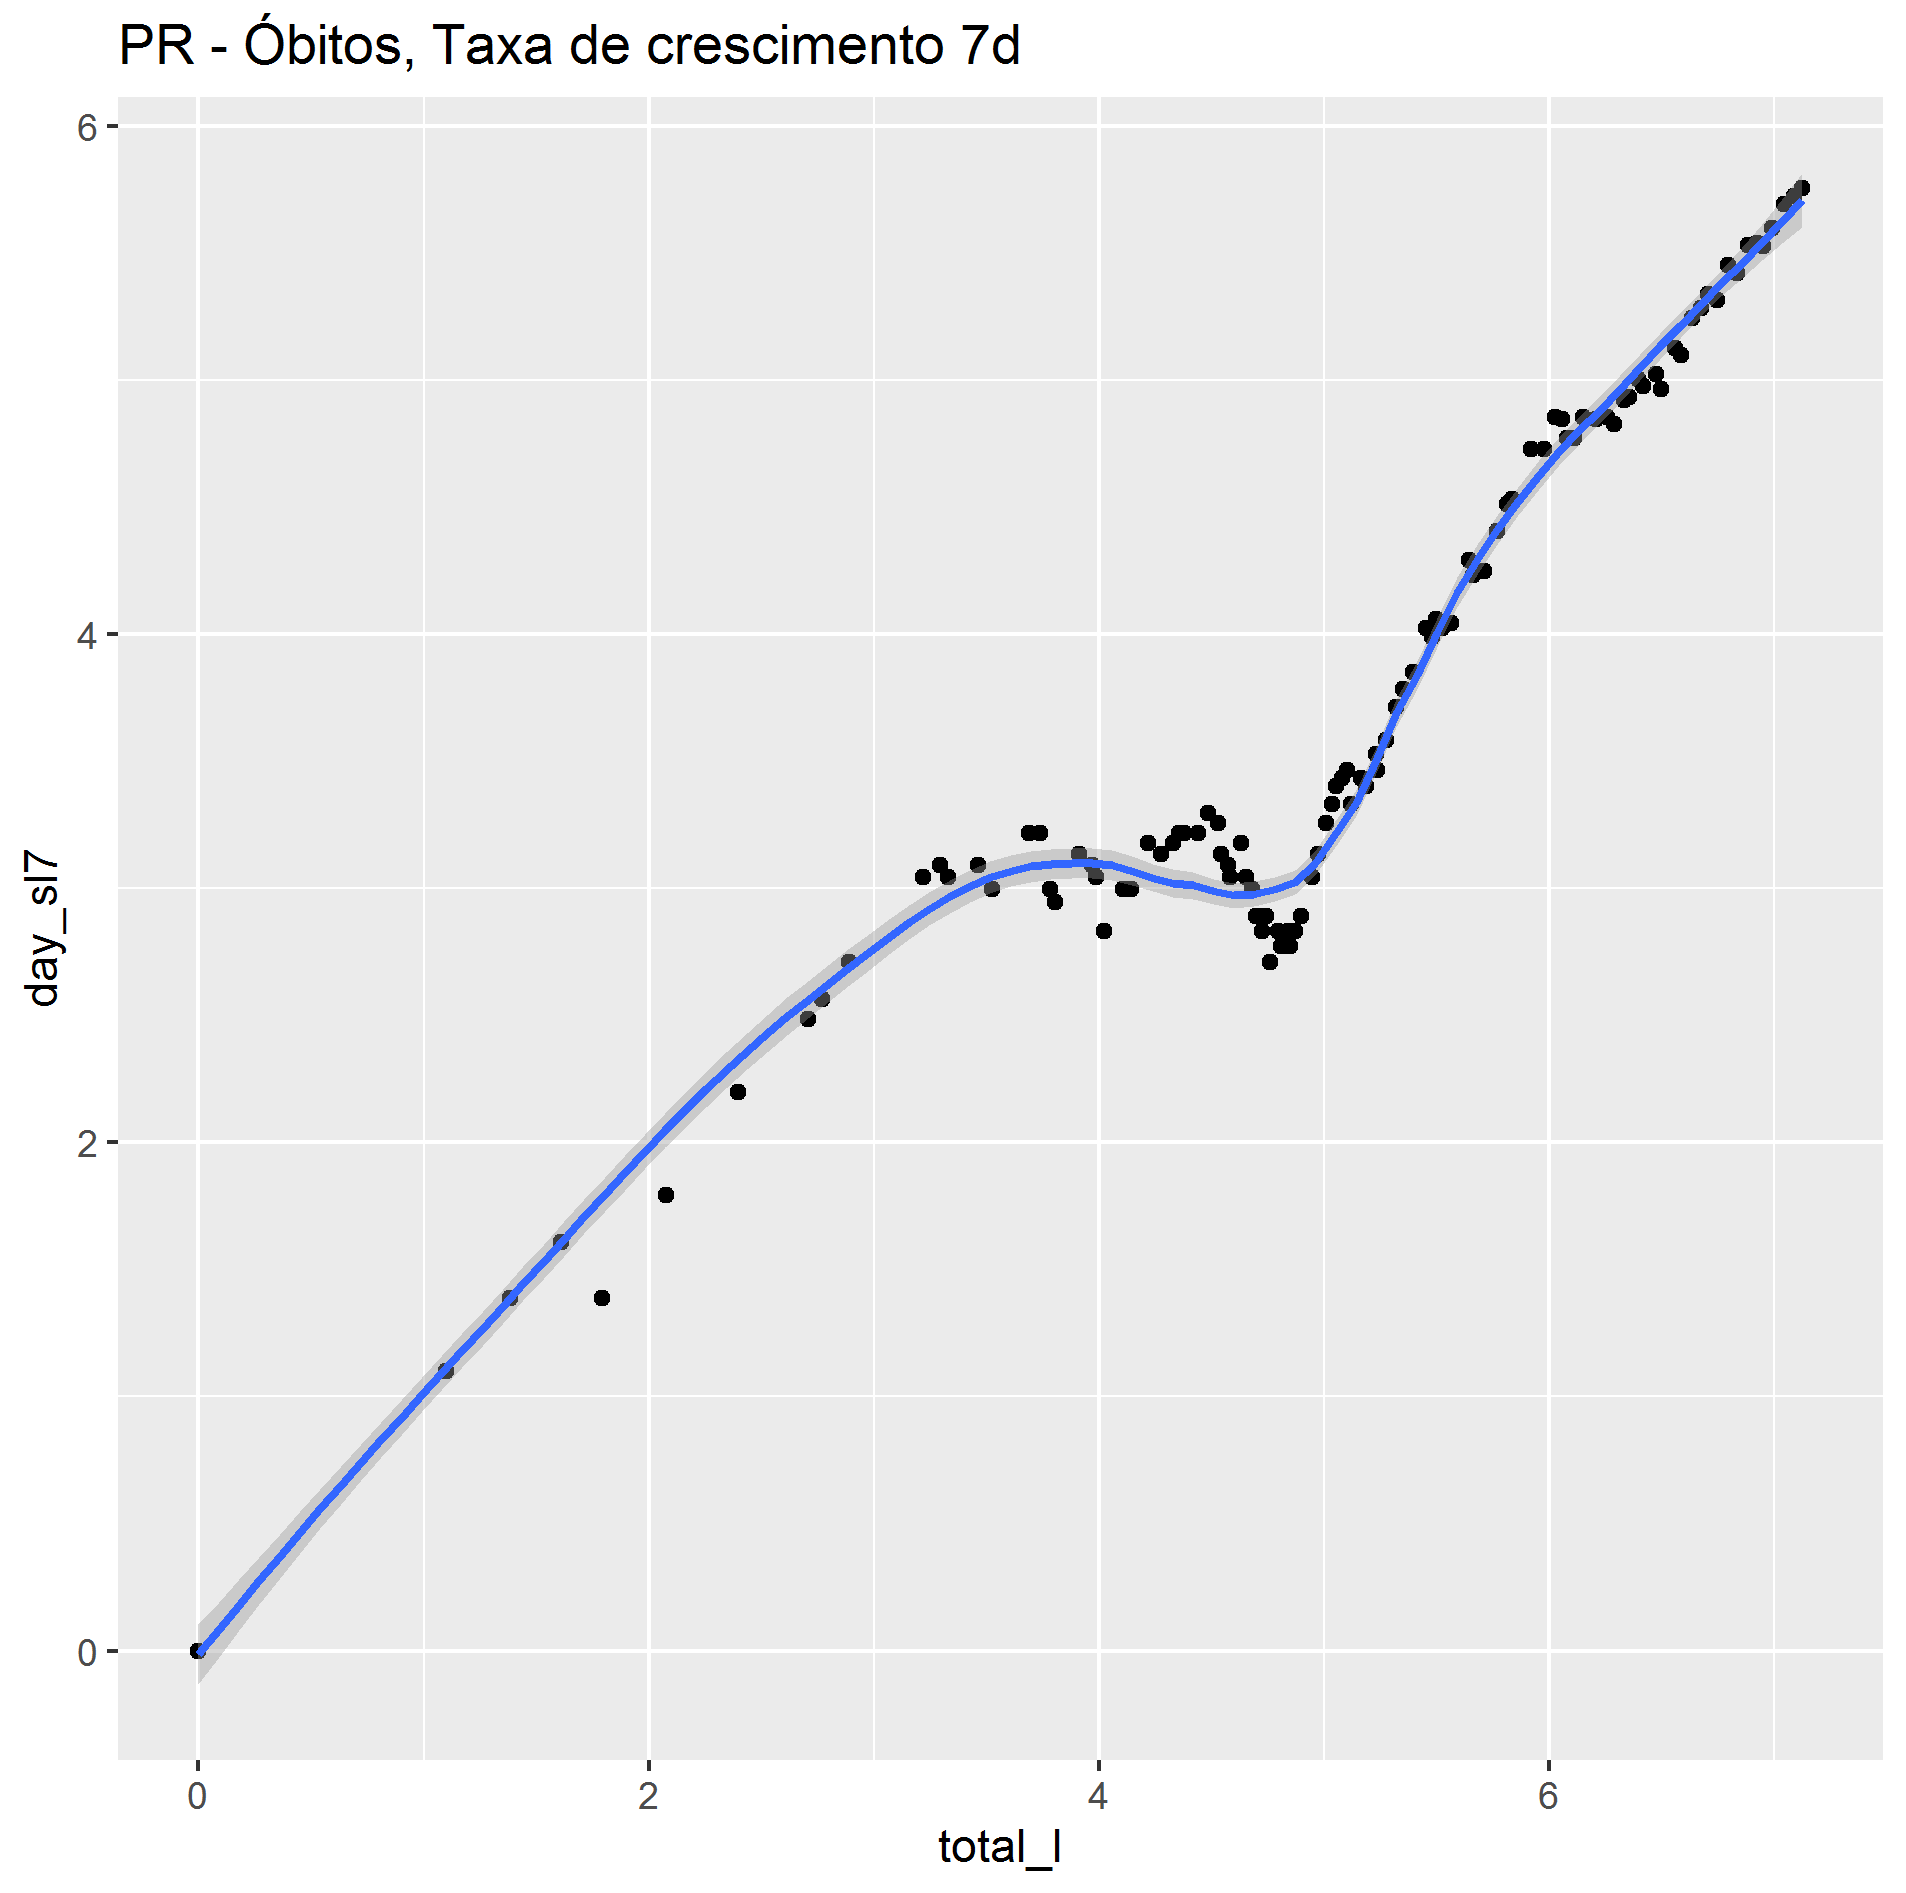 PR - Óbitos, Taxa de crescimento 7d
6
4
2
0
day_sl7
0 2 4 6
total_l